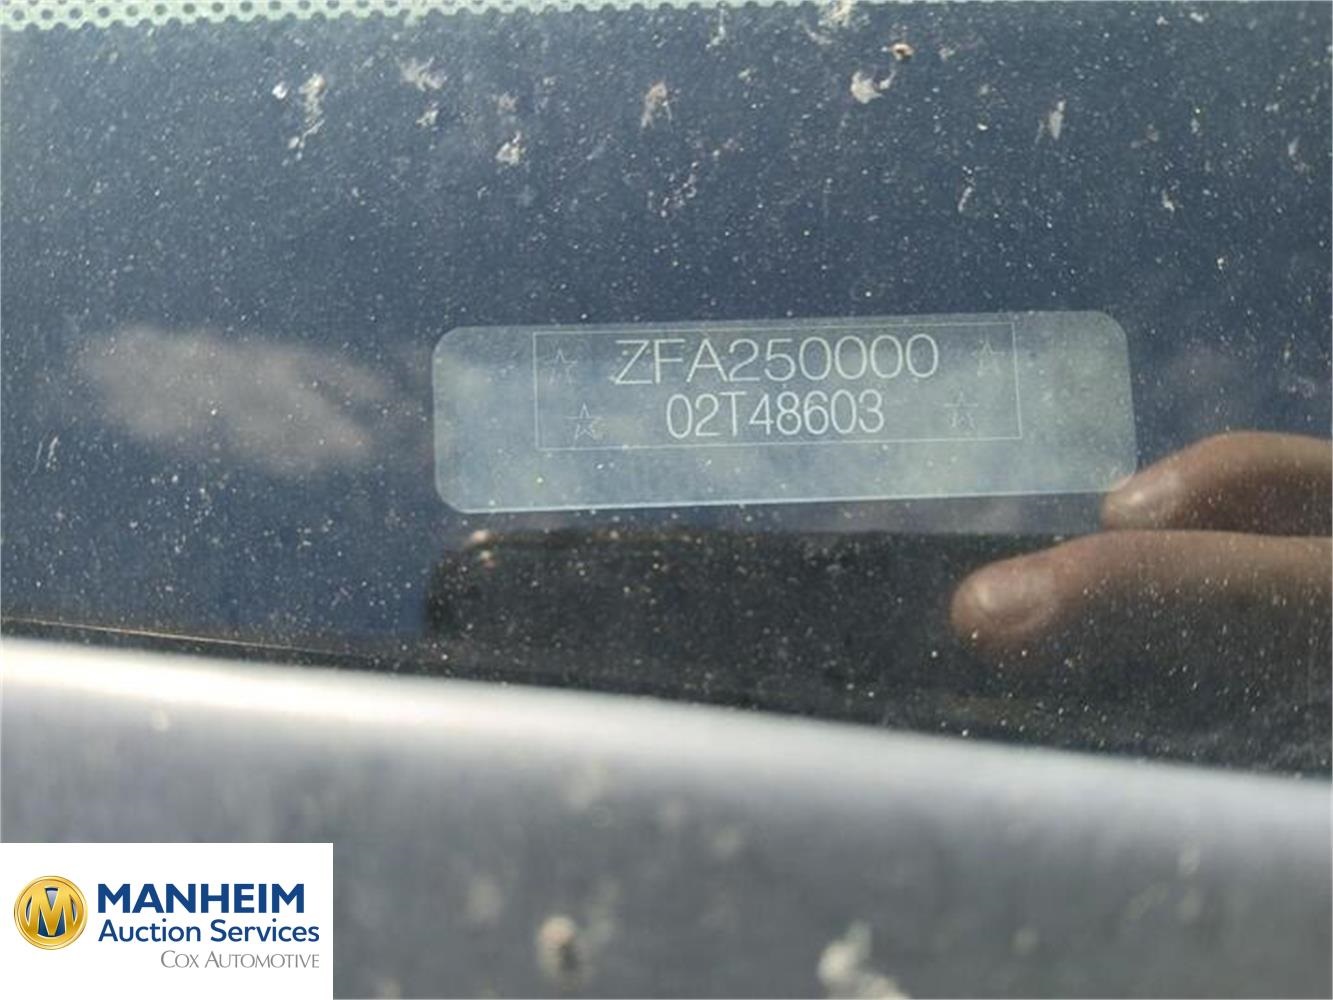 ZFA250000
02T48603
MANHEIM
Auction Services
COX AUTOMOTIVE